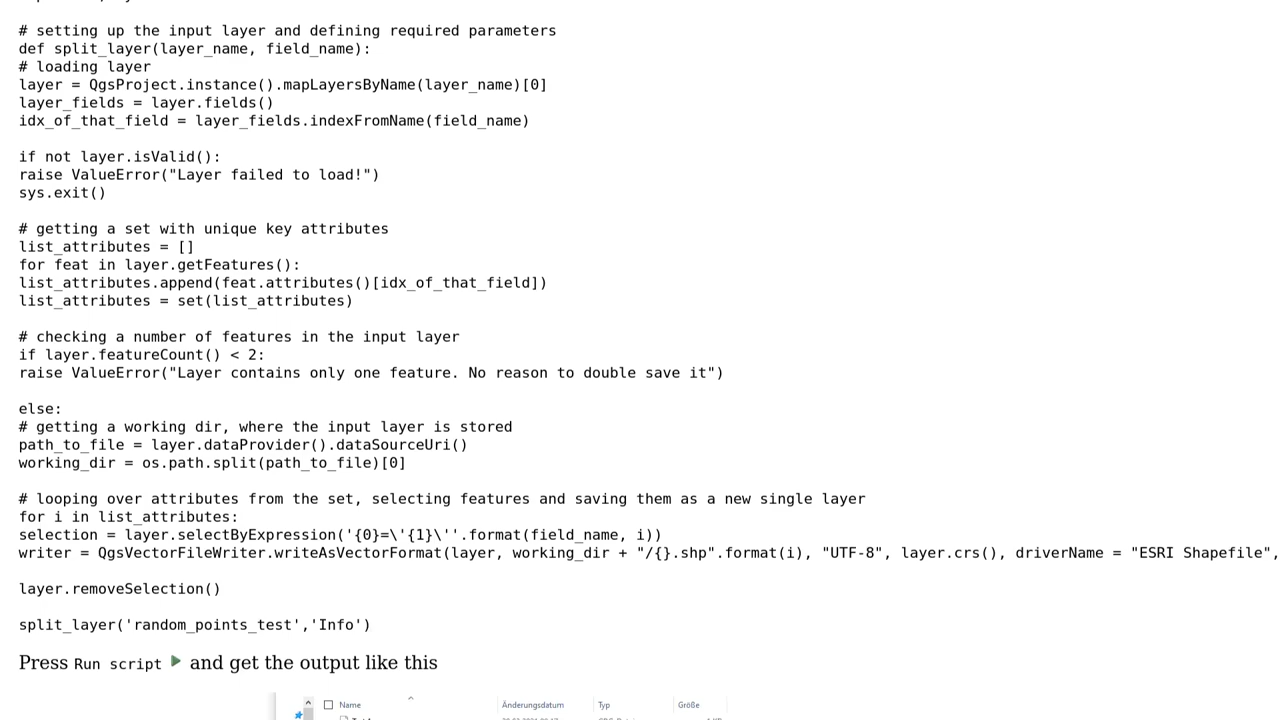 # setting up the input layer and defining required parameters
def split_layer(layer_name, field_name):
# loading layer
layer = QgsProject.instance().mapLayersByName(layer_name)[0]
layer_fields = layer.fields()
idx_of_that_field = layer_fields.indexFromName(field_name)
if not layer.isValid():
raise ValueError("Layer failed to load!")
sys.exit()
# getting a set with unique key attributes
list_attributes = []
for feat in layer.getFeatures():
list_attributes.append(feat.attributes()[idx_of_that_field])
list_attributes = set(list_attributes)
# checking a number of features in the input layer
if layer.featureCount() < 2:
raise ValueError("Layer contains only one feature. No reason to double save it")
else:
# getting a working dir, where the input layer is stored
path_to_file = layer.dataProvider().dataSourceUri()
working_dir = os.path.split(path_to_file)[0]
# looping over attributes from the set, selecting features and saving them as a new single layer
for i in list_attributes:
selection = layer.selectByExpression('{0}=\'{1}\''.format(field_name, i))
writer = QgsVectorFileWriter.writeAsVectorFormat(layer, working_dir + "/{}.shp".format(i), "UTF-8", layer.crs(), driverName = "ESRI Shapefile",
layer.removeSelection()
split_layer('random_points_test','Info')
Press Run script and get the output like this
Name Änderungsdatum Typ Größe